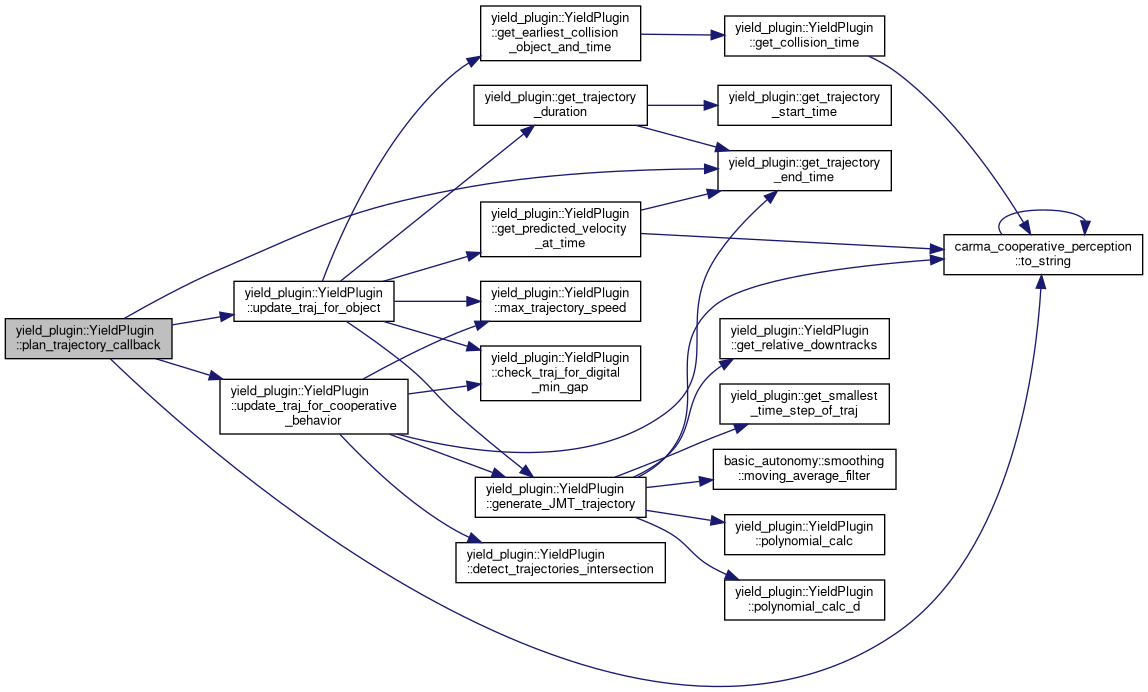 yield_plugin::YieldPlugin
::plan_trajectory_callback
yield_plugin::YieldPlugin
::update_traj_for_object
yield_plugin::YieldPlugin
::update_traj_for_cooperative
_behavior
yield_plugin::YieldPlugin
::get_earliest_collision
_object_and_time
yield_plugin::get_trajectory
_duration
yield_plugin::YieldPlugin
::get_predicted_velocity
_at_time
yield_plugin::YieldPlugin
::max_trajectory_speed
yield_plugin::YieldPlugin
::check_traj_for_digital
_min_gap
yield_plugin::YieldPlugin
::generate_JMT_trajectory
yield_plugin::YieldPlugin
::detect_trajectories_intersection
yield_plugin::YieldPlugin
::get_collision_time
yield_plugin::get_trajectory
_start_time
yield_plugin::get_trajectory
_end_time
yield_plugin::YieldPlugin
::get_relative_downtracks
yield_plugin::get_smallest
_time_step_of_traj
basic_autonomy::smoothing
::moving_average_filter
yield_plugin::YieldPlugin
::polynomial_calc
yield_plugin::YieldPlugin
::polynomial_calc_d
carma_cooperative_perception
::to_string